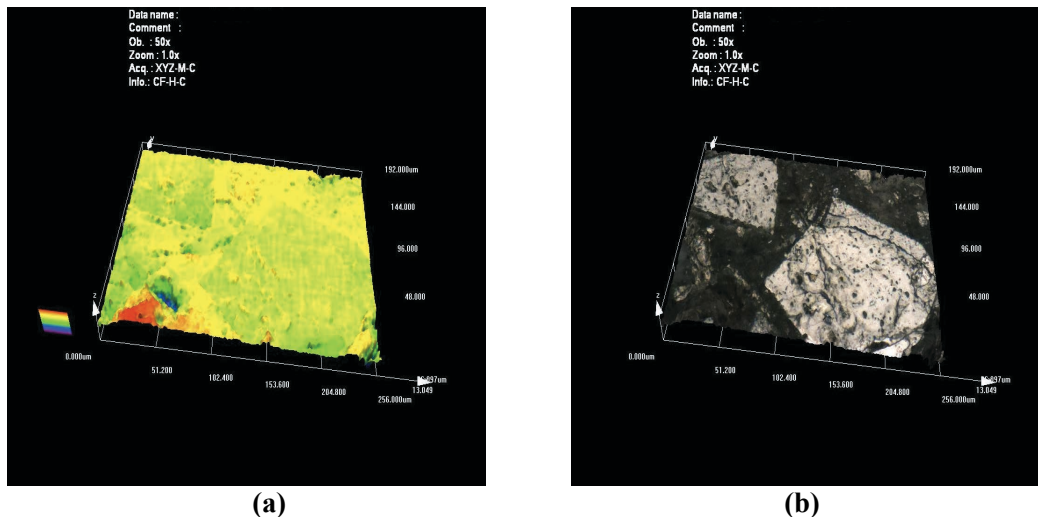 Data name :
Comment :
Ob. : 50x
Zoom : 1.0x
Acq. : XYZ-M-C
Info.: CF-H-C
y
192.000um
144.000
96.000
48.000
z
0.000um
51.200
102.400
153.600
204.800
256.000um
13.049
(a)
Data name :
Comment :
Ob. : 50x
Zoom : 1.0x
Acq. : XYZ-M-C
Info.: CF-H-C
y
192.000um
144.000
96.000
48.000
z
0.000um
51.200
102.400
153.600
204.800
256.000um
13.049
(b)